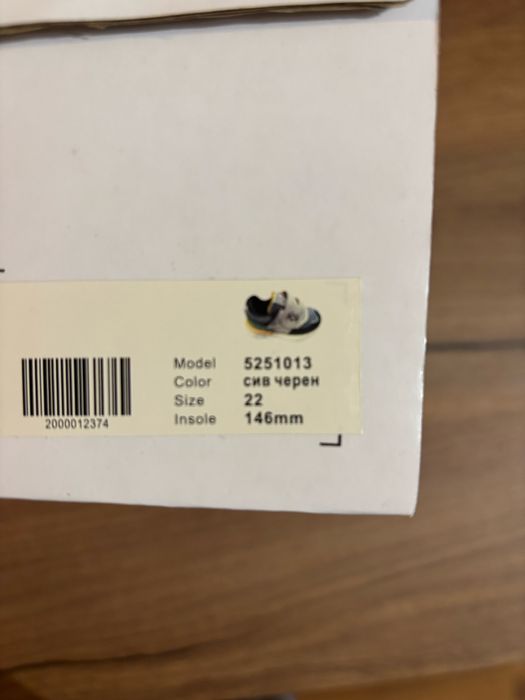 Model 5251013
Color сив черен
Size 22
Insole 146mm
2000012374